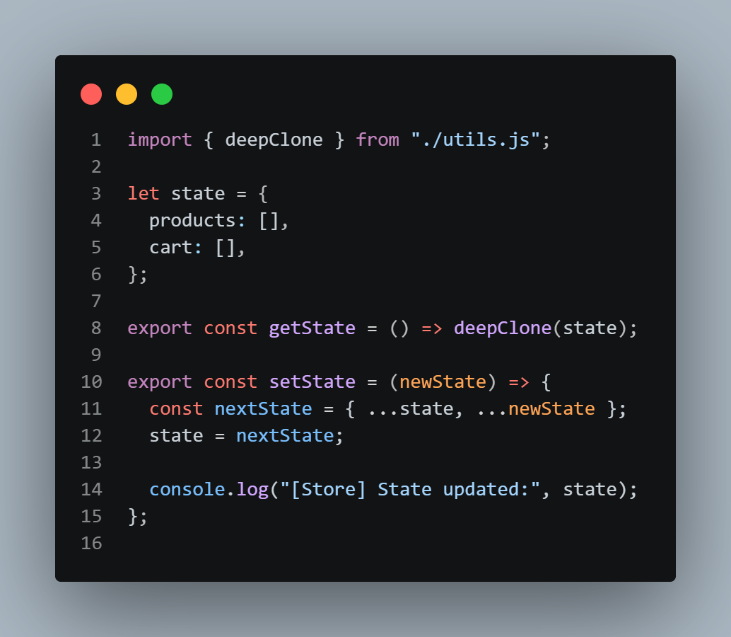 1 import { deepClone } from "./utils.js";
2
3 let state = {
4   products: [],
5   cart: [],
6 };
7
8 export const getState = () => deepClone(state);
9
10 export const setState = (newState) => {
11   const nextState = { ...state, ...newState };
12   state = nextState;
13
14   console.log("[Store] State updated:", state);
15 };
16